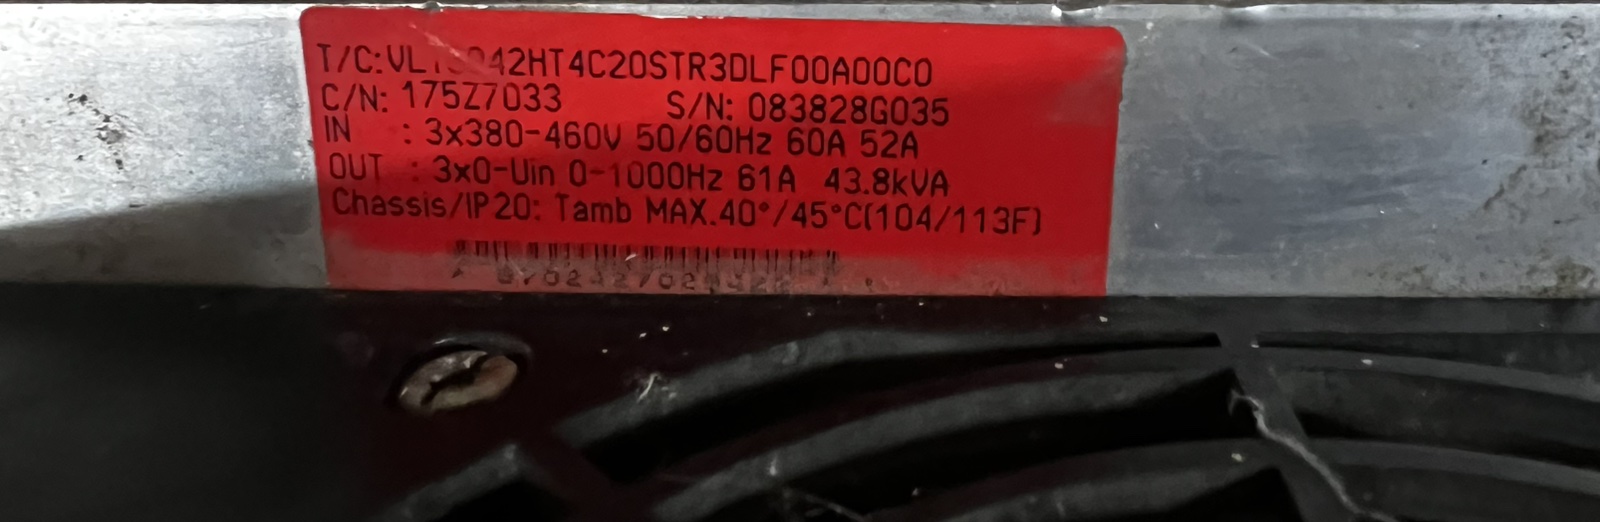 C/N: 175Z7033 S/N: 083828G035
IN : 3x380-460V 50/60Hz 60A 52A
OUT : 3x0-Uin 0-1000Hz 61A 43.8kVA
Chassis/IP20: Tamb MAX.40°/45°C(104/113F)